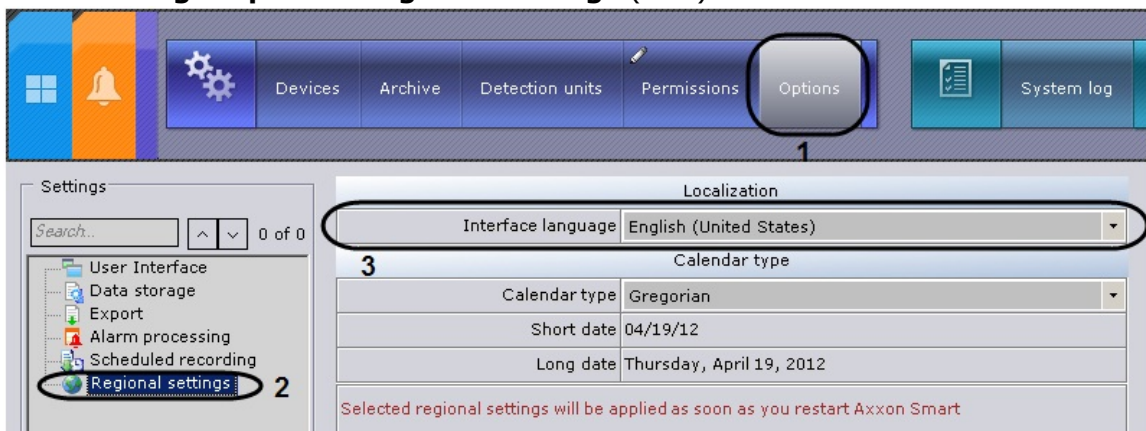 Devices Archive Detection units Permissions Options System log
1
Settings
Search... 0 of 0
User Interface
Data storage
Export
Alarm processing
Scheduled recording
Regional settings 2
Localization
Interface language English (United States)
3
Calendar type
Calendar type Gregorian
Short date 04/19/12
Long date Thursday, April 19, 2012
Selected regional settings will be applied as soon as you restart Axxon Smart